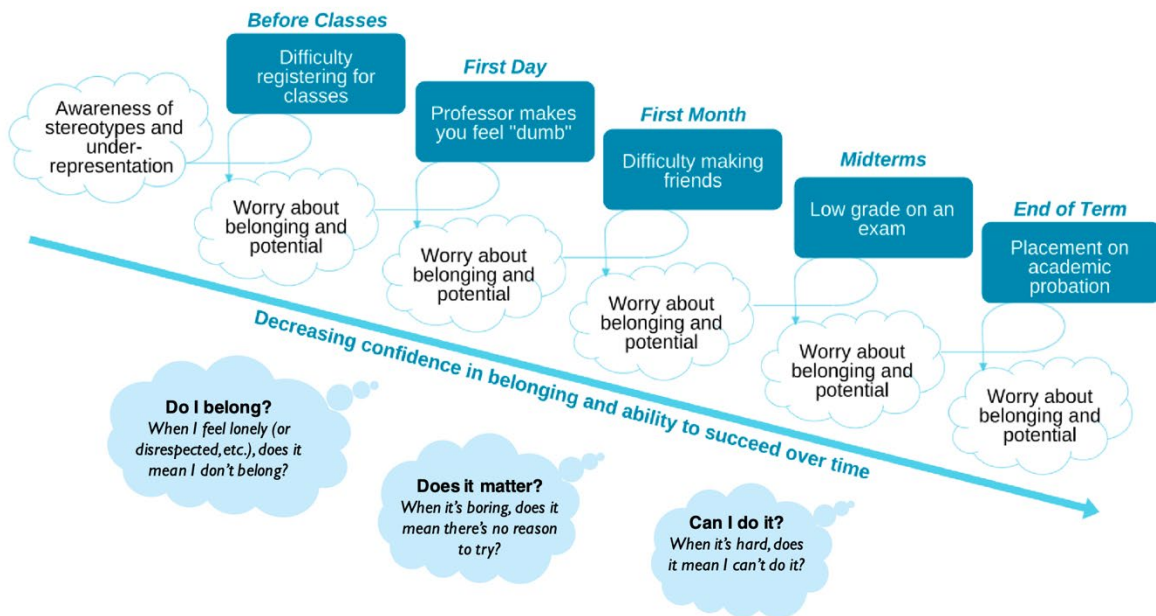 Before Classes
Difficulty
registering for
classes
First Day
Professor makes
you feel "dumb"
First Month
Difficulty making
friends
Midterms
Low grade on an
exam
End of Term
Placement on
academic
probation
Awareness of
stereotypes and
under-
representation
Worry about
belonging and
potential
Worry about
belonging and
potential
Worry about
belonging and
potential
Worry about
belonging and
potential
Worry about
belonging and
potential
Decreasing confidence in belonging and ability to succeed over time
Do I belong?
When I feel lonely (or
disrespected, etc.), does it
mean I don't belong?
Does it matter?
When it's boring, does it
mean there's no reason
to try?
Can I do it?
When it's hard, does
it mean I can't do it?